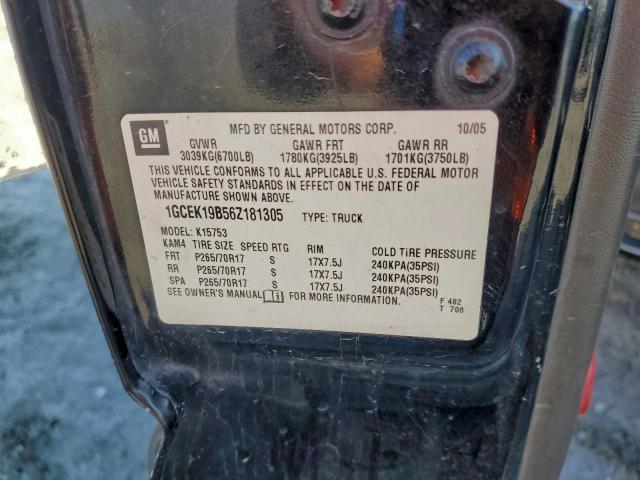 GM
MFD BY GENERAL MOTORS CORP. 10/05
GVWR GAWR FRT GAWR RR
3039KG(6700LB) 1780KG(3925LB) 1701KG(3750LB)
THIS VEHICLE CONFORMS TO ALL APPLICABLE U.S. FEDERAL MOTOR
VEHICLE SAFETY STANDARDS IN EFFECT ON THE DATE OF
MANUFACTURE SHOWN ABOVE.
1GCEK19B56Z181305 TYPE: TRUCK
MODEL: K15753
KAM4 TIRE SIZE SPEED RTG RIM COLD TIRE PRESSURE
FRT P265/70R17 S 17X7.5J 240KPA(35PSI)
RR P265/70R17 S 17X7.5J 240KPA(35PSI)
SPA P265/70R17 S 17X7.5J 240KPA(35PSI)
SEE OWNER'S MANUAL FOR MORE INFORMATION. F 482
T 708